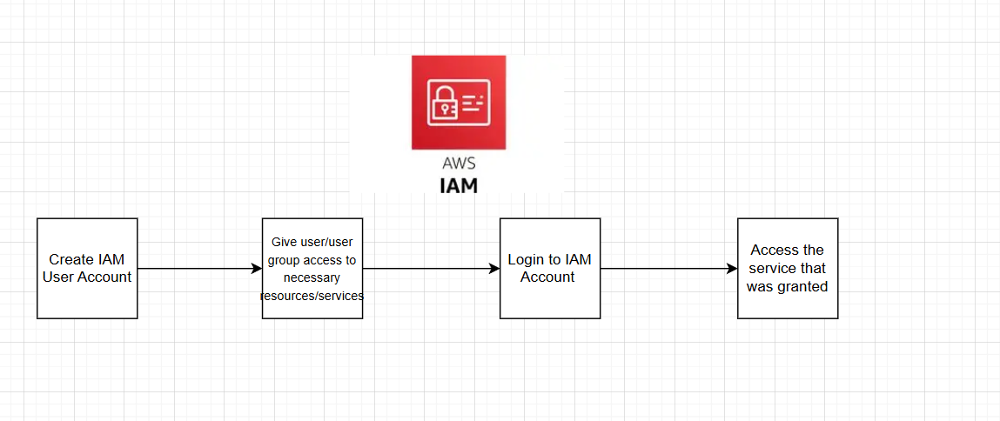 AWS
IAM
Create IAM
User Account
Give user/user
group access to
necessary
resources/services
Login to IAM
Account
Access the
service that
was granted